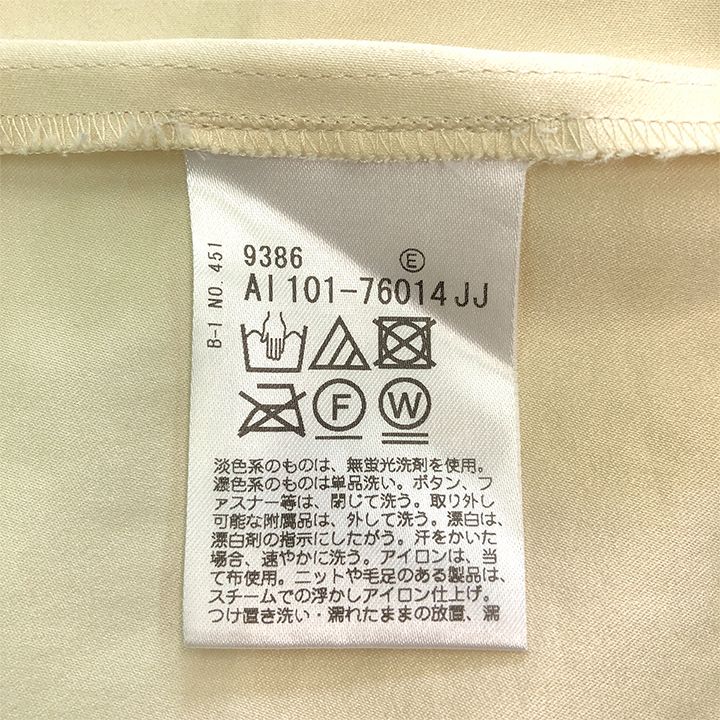 B-1 NO. 451
9386 Ⓔ
AI 101-76014 JJ
F W
淡色系のものは、無蛍光洗剤を使用。
濃色系のものは単品洗い。ボタン、フ
ァスナー等は、閉じて洗う。取り外し
可能な附属品は、外して洗う。漂白は、
漂白剤の指示にしたがう。汗をかいた
場合、速やかに洗う。アイロンは、当
て布使用。ニットや毛足のある製品は、
スチームでの浮かしアイロン仕上げ。
つけ置き洗い・濡れたままの放置、濡